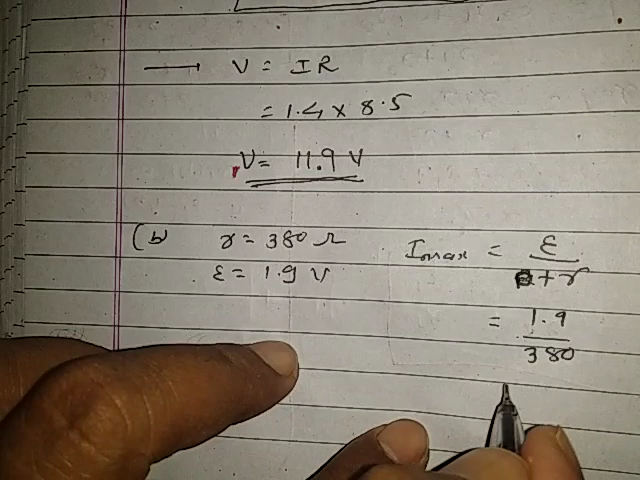 → V = IR
= 1.4 × 8.5
V = 11.9 V
(b) r = 380 Ω
ε = 1.9 V
Imax = ε / R+r
= 1.9 / 380